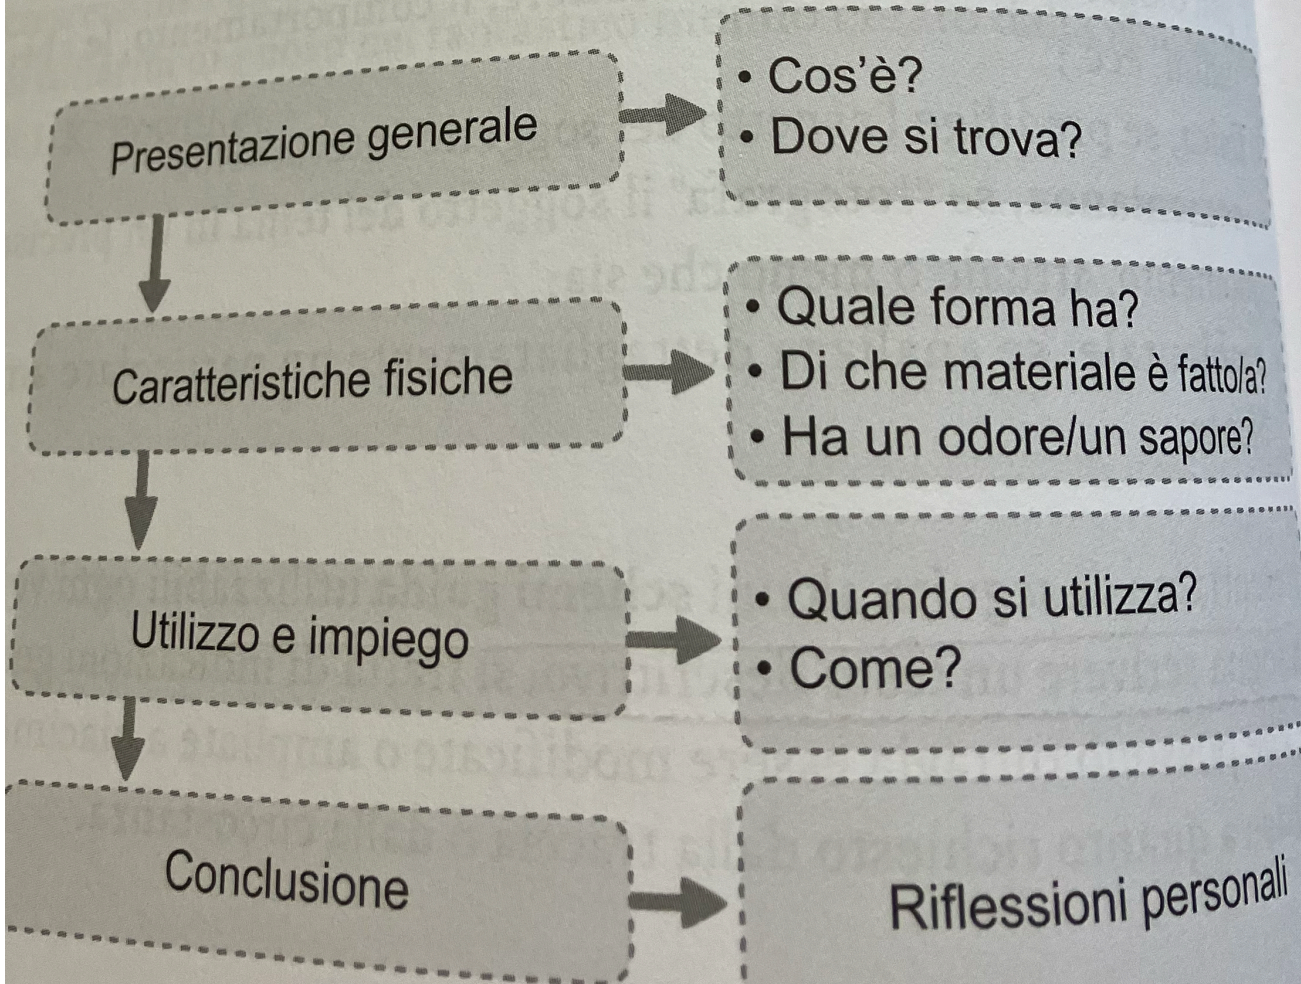 Presentazione generale
• Cos'è?
• Dove si trova?
Caratteristiche fisiche
• Quale forma ha?
• Di che materiale è fatto/a?
• Ha un odore/un sapore?
Utilizzo e impiego
• Quando si utilizza?
• Come?
Conclusione
Riflessioni personali